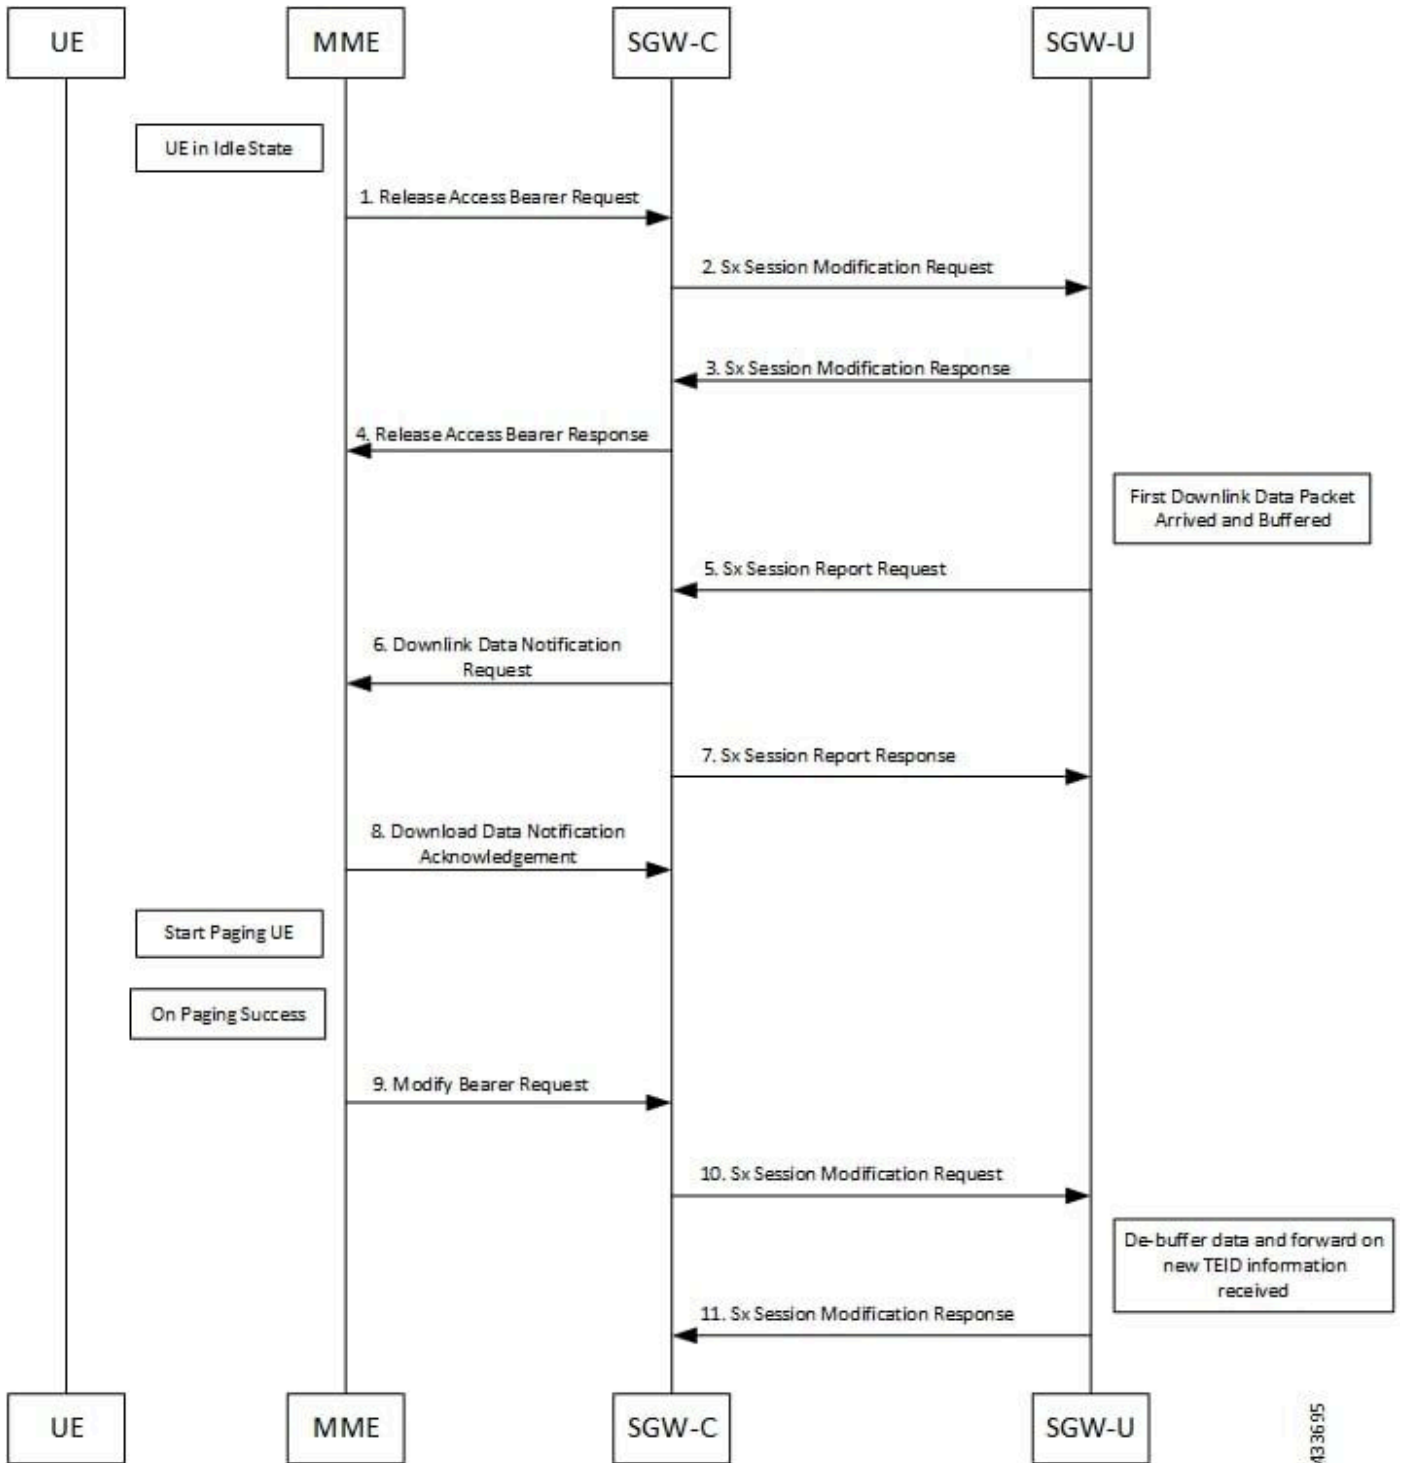 UE
MME
SGW-C
SGW-U
UE in Idle State
1. Release Access Bearer Request
2. Sx Session Modification Request
3. Sx Session Modification Response
4. Release Access Bearer Response
First Downlink Data Packet
Arrived and Buffered
5. Sx Session Report Request
6. Downlink Data Notification
Request
7. Sx Session Report Response
8. Download Data Notification
Acknowledgement
Start Paging UE
On Paging Success
9. Modify Bearer Request
10. Sx Session Modification Request
De-buffer data and forward on
new TEID information
received
11. Sx Session Modification Response
UE
MME
SGW-C
SGW-U
433695